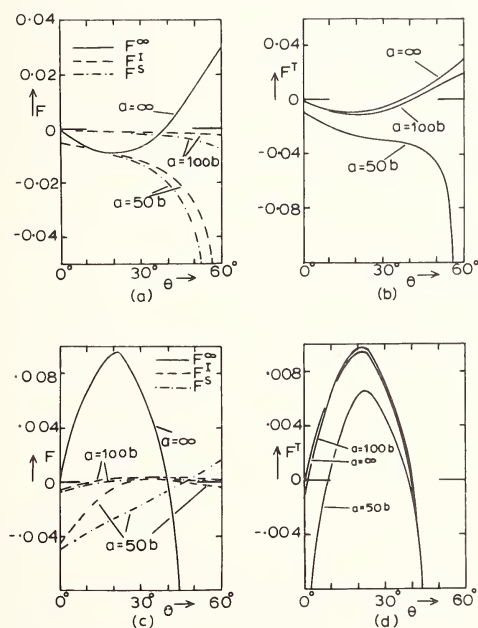 0.04
0.02
0
-0.02
-0.04
↑F
F∞
F^I
F^S
a=∞
a=100b
a=50b
0° 30° θ→ 60°
(a)
0.04
0
-0.04
-0.08
↑F^T
a=∞
a=100b
a=50b
0° 30° θ→ 60°
(b)
.008
.004
0
-.004
↑F
F∞
F^I
F^S
a=∞
a=100b
a=50b
0° 30° θ→ 60°
(c)
.008
.004
0
-.004
↑F^T
a=100b
a=∞
a=50b
0° 30° θ→ 60°
(d)